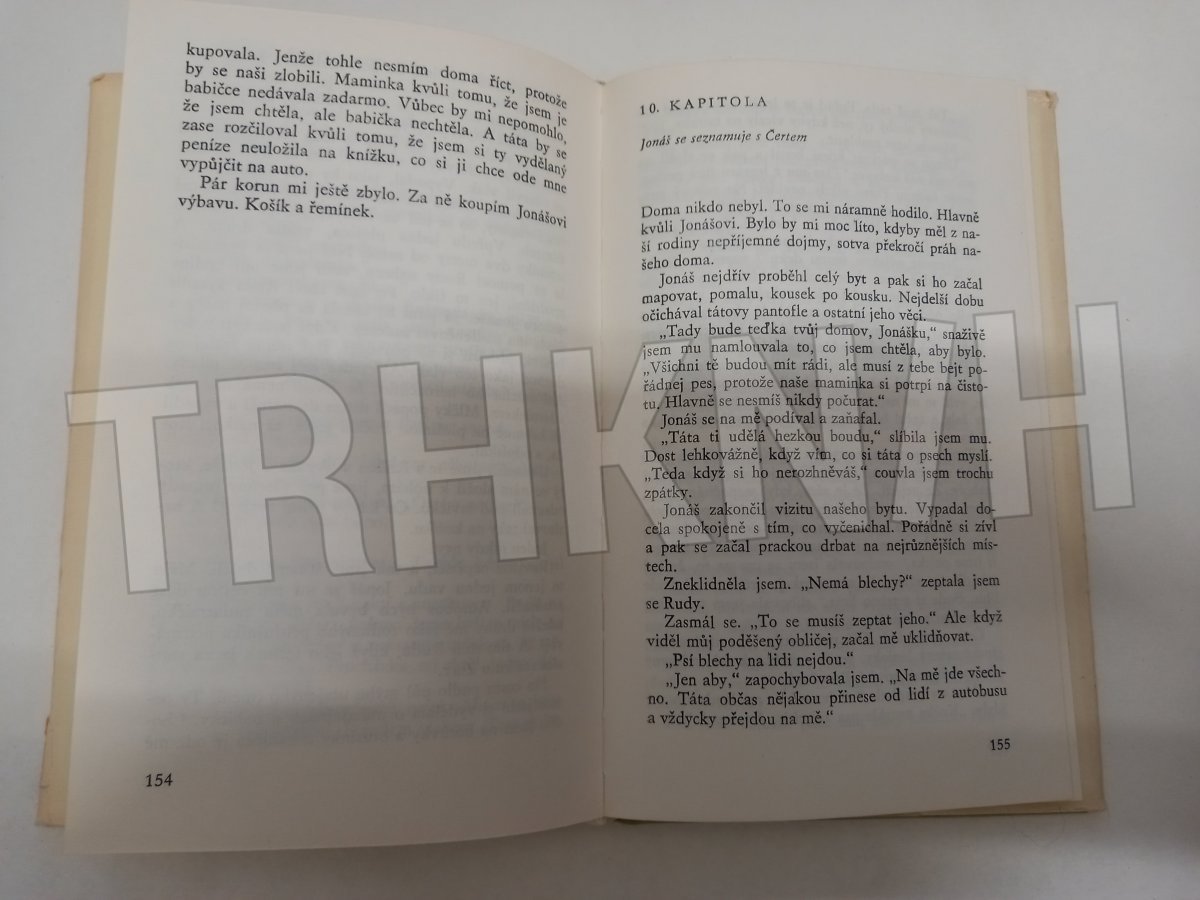 kupovala. Jenže tohle nesmím doma říct, protože
by se naši zlobili. Maminka kvůli tomu, že jsem je
babičce nedávala zadarmo. Vůbec by mi nepomohlo,
že jsem chtěla, ale babička nechtěla. A táta by se
zase rozčiloval kvůli tomu, že jsem si ty vydělaný
peníze neuložila na knížku, co si ji chce ode mne
vypůjčit na auto.
Pár korun mi ještě zbylo. Za ně koupím Jonášovi
výbavu. Košík a řemínek.
154
10. KAPITOLA
Jonáš se seznamuje s Čertem
Doma nikdo nebyl. To se mi náramně hodilo. Hlavně
kvůli Jonášovi. Bylo by mi moc líto, kdyby měl z na-
ší rodiny nepříjemné dojmy, sotva překročí práh na-
šeho doma.
Jonáš nejdřív proběhl celý byt a pak si ho začal
mapovat, pomalu, kousek po kousku. Nejdelší dobu
očichával tátovy pantofle a ostatní jeho věci.
„Tady bude teďka tvůj domov, Jonášku,“ snaživě
jsem mu namlouvala to, co jsem chtěla, aby bylo.
„Všichni tě budou mít rádi, ale musí z tebe bejt po-
řádnej pes, protože naše maminka si potrpí na čisto-
tu. Hlavně se nesmíš nikdy počurat.“
Jonáš se na mě podíval a zaňafal.
„Táta ti udělá hezkou boudu,“ slíbila jsem mu.
Dost lehkovážně, když vím, co si táta o psech myslí.
„Teda když si ho nerozhněváš,“ couvla jsem trochu
zpátky.
Jonáš zakončil vizitu našeho bytu. Vypadal do-
cela spokojeně s tím, co vyčenichal. Pořádně si zívl
a pak se začal prackou drbat na nejrůznějších mís-
tech.
Zneklidněla jsem. „Nemá blechy?“ zeptala jsem
se Rudy.
Zasmál se. „To se musíš zeptat jeho.“ Ale když
viděl můj poděšený obličej, začal mě uklidňovat.
„Psí blechy na lidi nejdou.“
„Jen aby,“ zapochybovala jsem. „Na mě jde všech-
no. Táta občas nějakou přinese od lidí z autobusu
a vždycky přejdou na mě.“
155
TRHKNIH